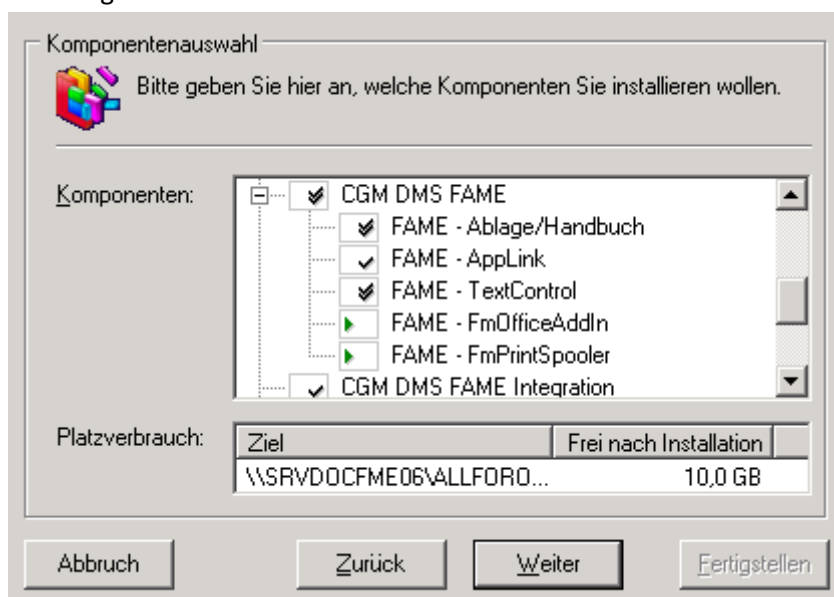 Komponentenauswahl
Bitte geben Sie hier an, welche Komponenten Sie installieren wollen.
Komponenten:
CGM DMS FAME
FAME - Ablage/Handbuch
FAME - AppLink
FAME - TextControl
FAME - FmOfficeAddIn
FAME - FmPrintSpooler
CGM DMS FAME Integration
Platzverbrauch:
Ziel Frei nach Installation
\\SRVDOCFME06\ALLFORO... 10,0 GB
Abbruch Zurück Weiter Fertigstellen